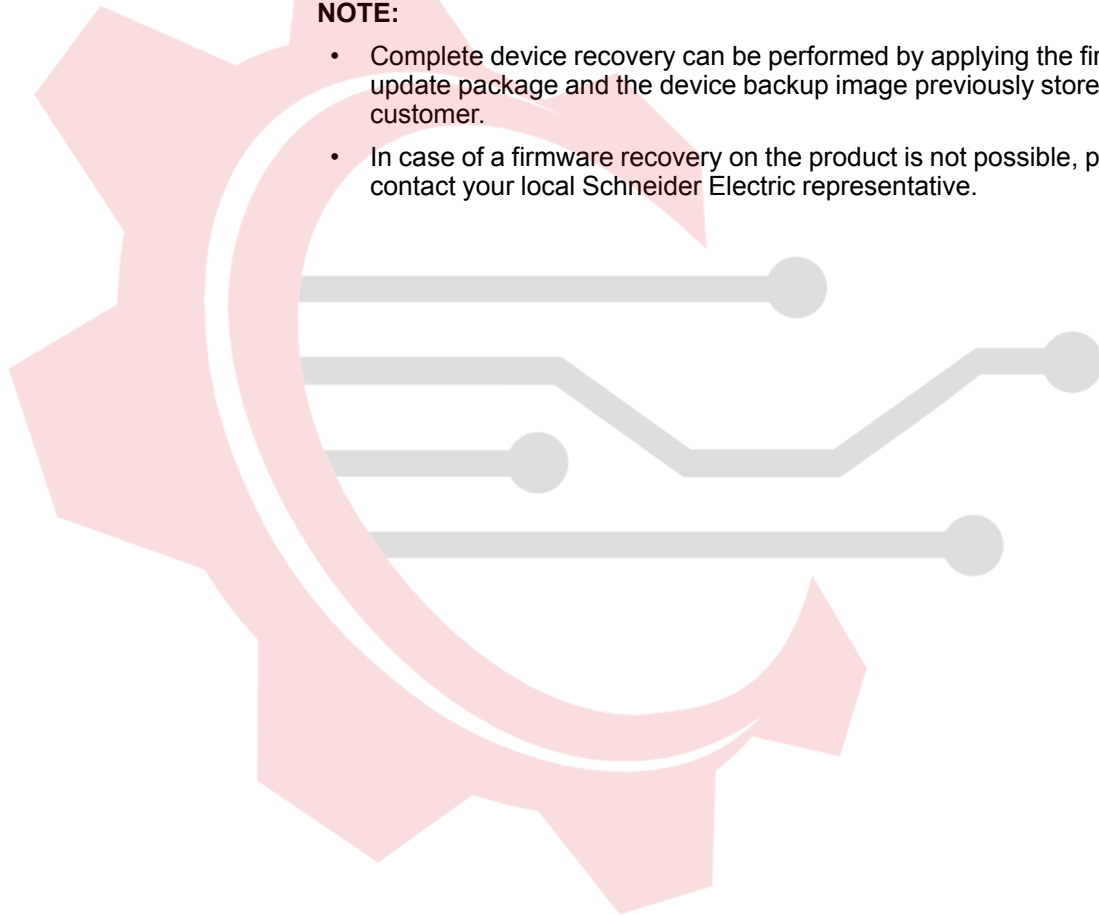 NOTE:
• Complete device recovery can be performed by applying the
update package and the device backup image previously store
customer.
• In case of a firmware recovery on the product is not possible,
contact your local Schneider Electric representative.